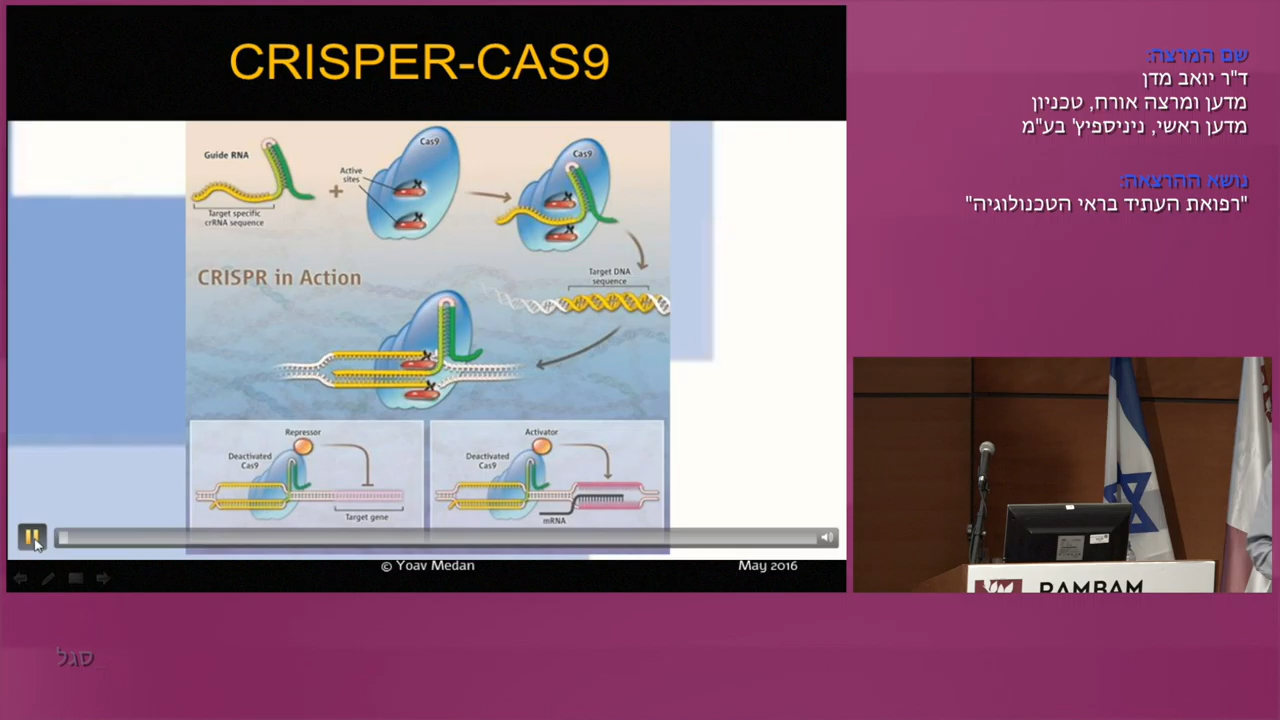 CRISPER-CAS9
Guide RNA
Target specific
crRNA sequence
+
Active
sites
Cas9
Cas9
CRISPR in Action
Target DNA
sequence
Repressor
Deactivated
Cas9
Target gene
Activator
Deactivated
Cas9
mRNA
© Yoav Medan
May 2016
שם המרצה:
ד"ר יואב מדן
מדען ומרצה אורח, טכניון
מדען ראשי, ניניספיץ' בע"מ
נושא ההרצאה:
"רפואת העתיד בראי הטכנולוגיה"
RAMBAM
סגל